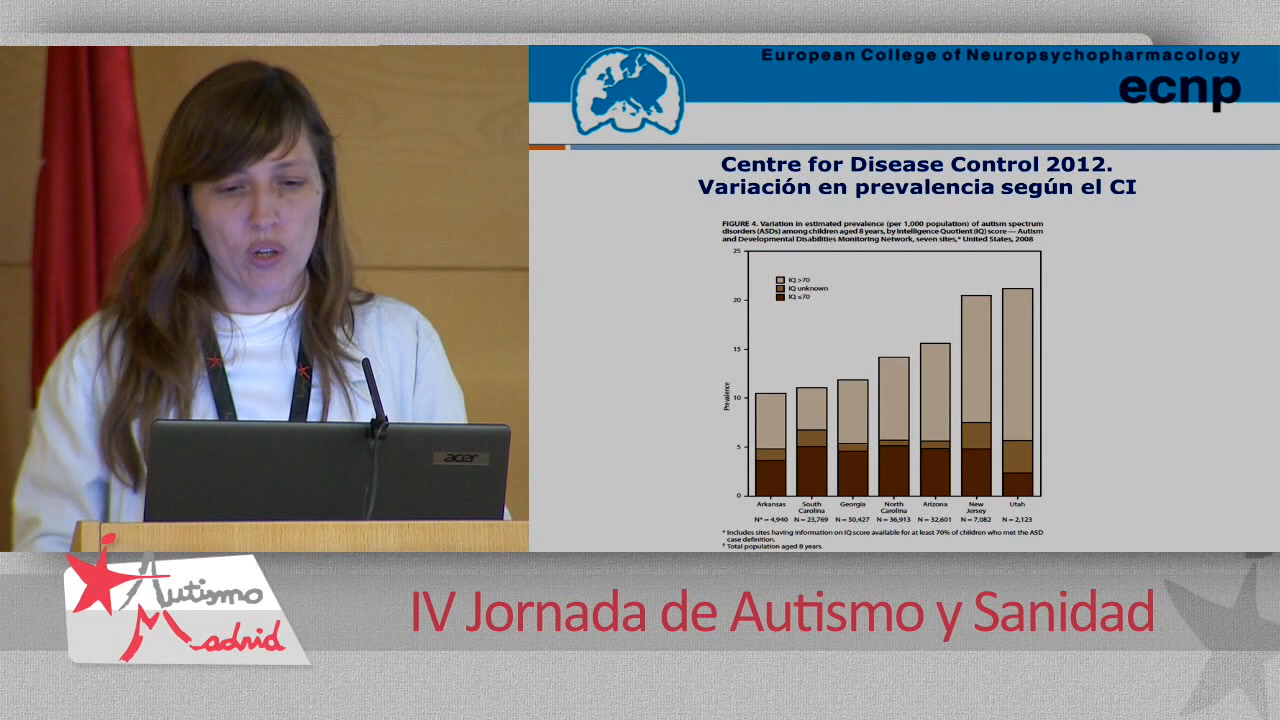 European College of Neuropsychopharmacology
ecnp
Centre for Disease Control 2012.
Variación en prevalencia según el CI
FIGURE 4. Variation in estimated prevalence (per 1,000 population) of autism spectrum
disorders (ASDs) among children aged 8 years, by Intelligence Quotient (IQ) score — Autism
and Developmental Disabilities Monitoring Network, seven sites,* United States, 2008
25
20
15
10
5
0
Prevalence
IQ >70
IQ unknown
IQ ≤70
Arkansas
South
Carolina
Georgia
North
Carolina
Arizona
New
Jersey
Utah
N* = 4,940
N = 23,769
N = 50,427
N = 36,913
N = 32,601
N = 7,082
N = 2,123
* Includes sites having information on IQ score available for at least 70% of children who met the ASD
case definition.
† Total population aged 8 years.
acer
Autismo
Madrid
IV Jornada de Autismo y Sanidad